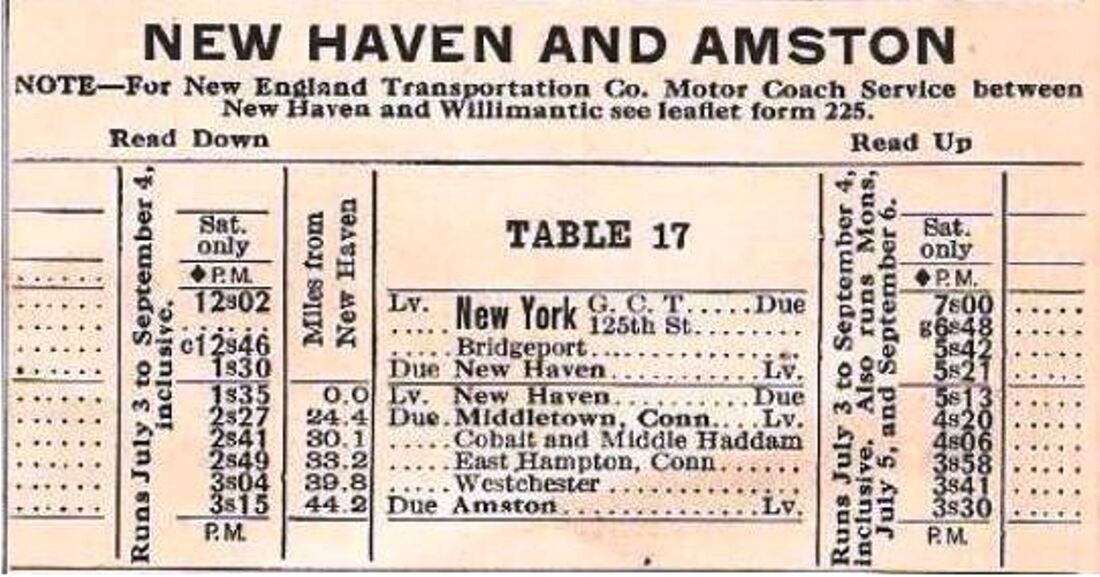 NEW HAVEN AND AMSTON
NOTE—For New England Transportation Co. Motor Coach Service between
New Haven and Willimantic see leaflet form 225.
Read Down
Read Up
Runs July 3 to September 4,
inclusive.
Miles from
New Haven
TABLE 17
Runs July 3 to September 4,
inclusive. Also runs Mons,
July 5, and September 6.
Sat. Sat.
only only
◆P.M. ◆P.M.
12s02 Lv. New York G. C. T......Due 7s00
...... ..... 125th St.......... g6s48
c12s46 .....Bridgeport............... 5s42
1s30 Due New Haven.............Lv. 5s21
1s35 0.0 Lv. New Haven..........Due 5s13
2s27 24.4 Due.Middletown, Conn..Lv. 4s20
2s41 30.1 .....Cobalt and Middle Haddam 4s06
2s49 33.2 .....East Hampton, Conn...... 3s58
3s04 39.8 .....Westchester............. 3s41
3s15 44.2 Due Amston................Lv. 3s30
P.M. P.M.